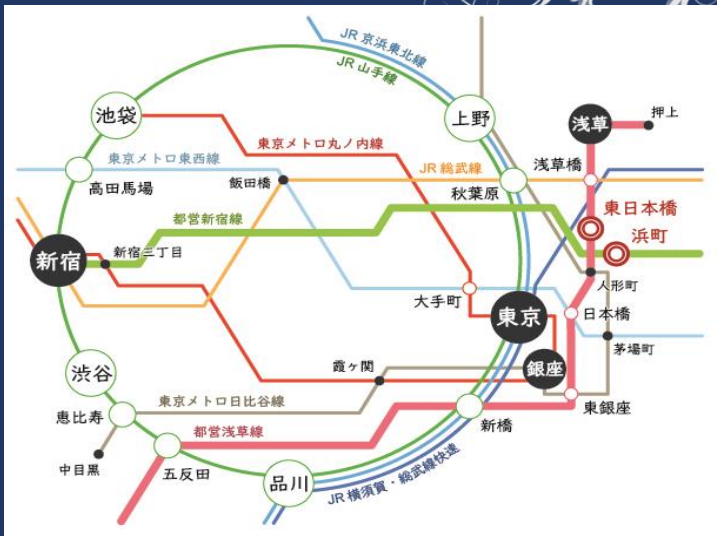 JR 京浜東北線
JR 山手線
池袋
上野
浅草
押上
東京メトロ丸ノ内線
東京メトロ東西線
JR 総武線
浅草橋
高田馬場
飯田橋
秋葉原
東日本橋
都営新宿線
浜町
新宿
新宿三丁目
人形町
大手町
東京
日本橋
茅場町
渋谷
霞ヶ関
銀座
恵比寿
東京メトロ日比谷線
東銀座
都営浅草線
新橋
中目黒
五反田
品川
JR 横須賀・総武線快速